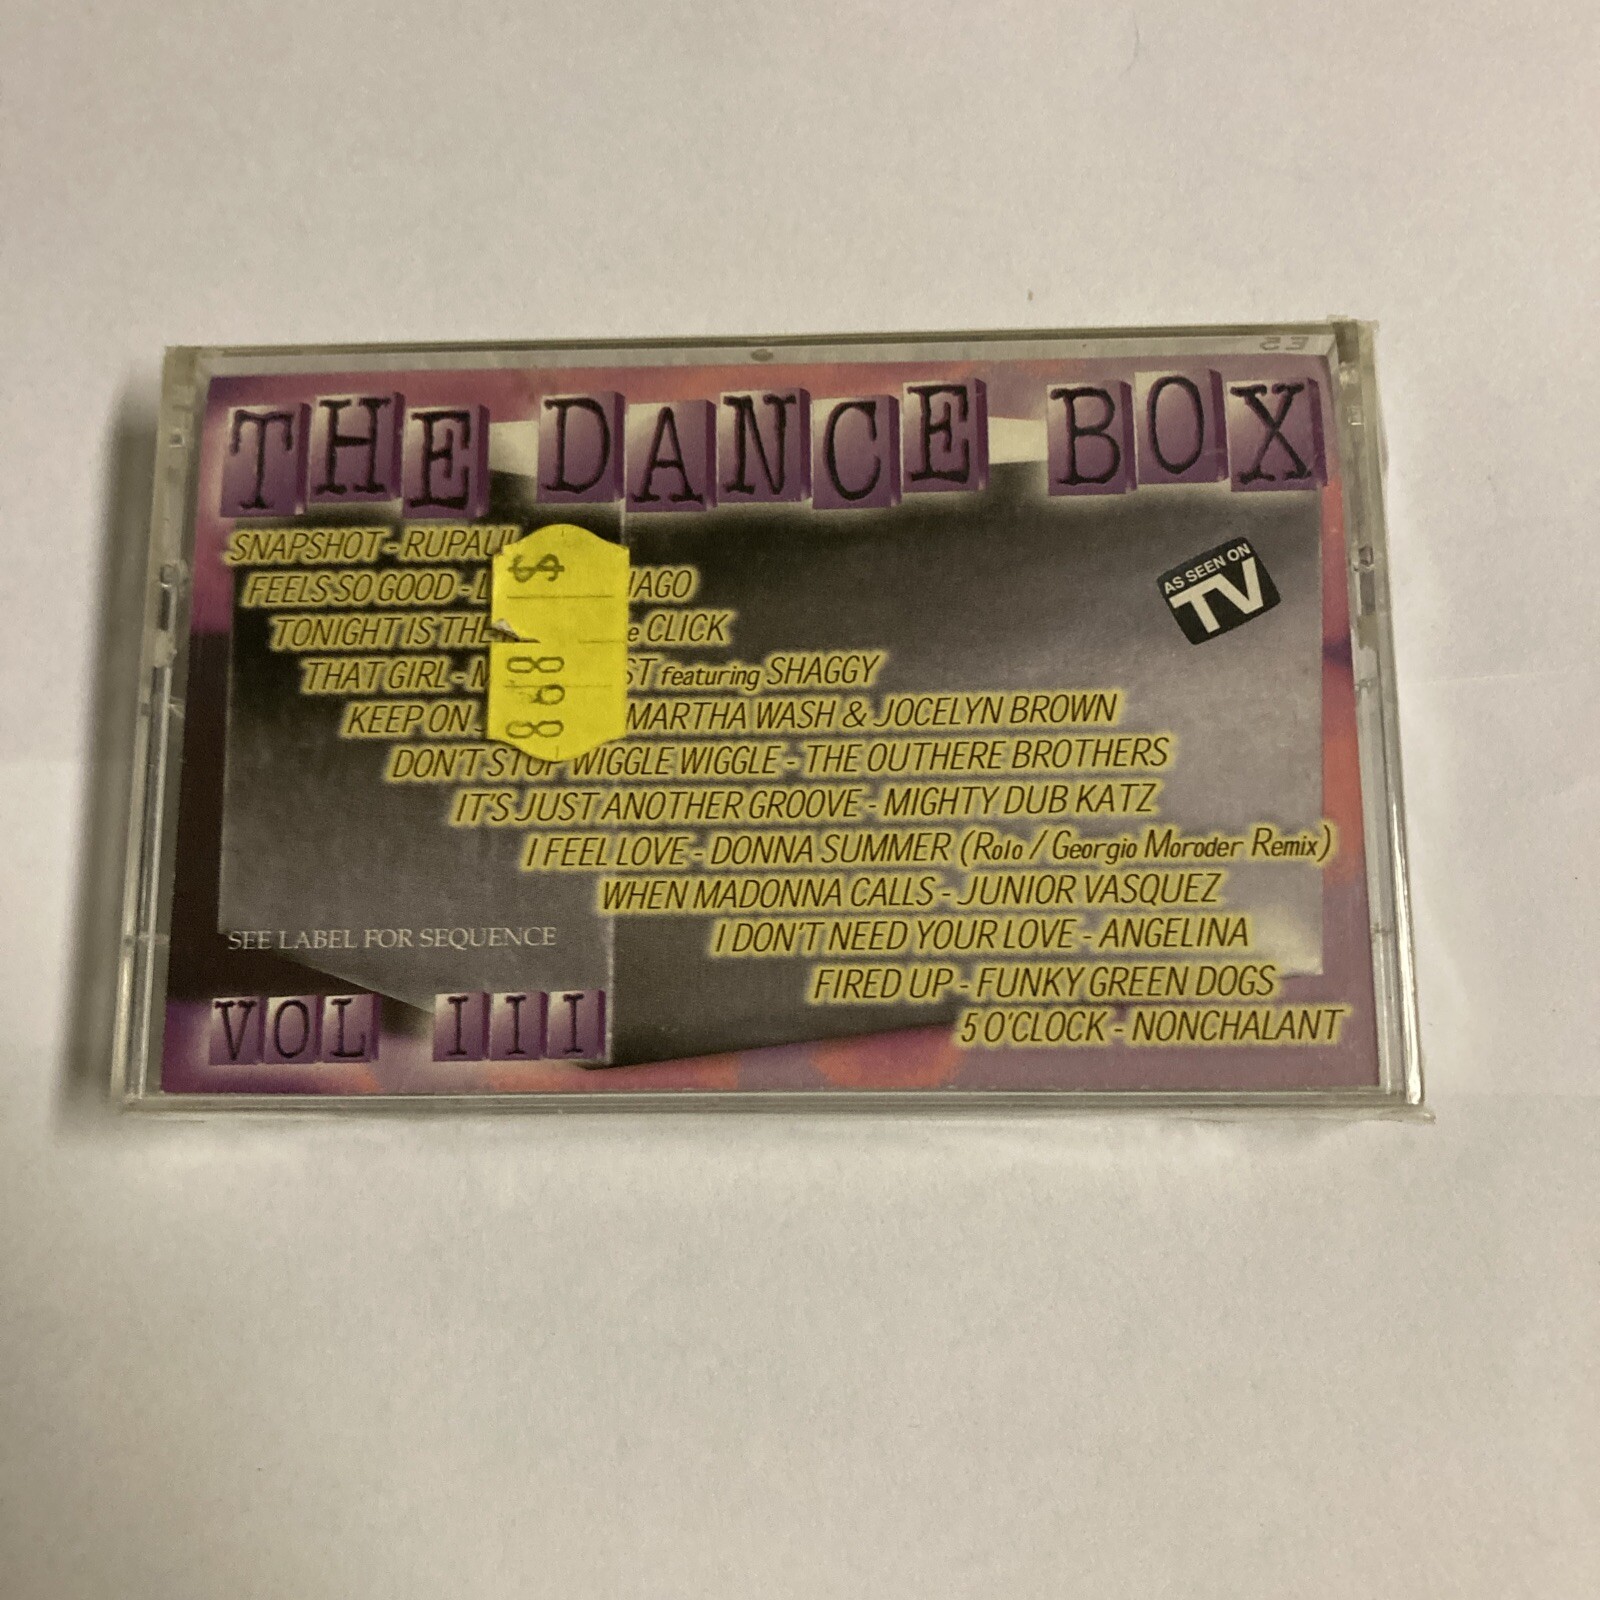 THE DANCE BOX
SNAPSHOT - RUPAUL
FEELS SO GOOD -
TONIGHT IS THE CLICK
THAT GIRL - featuring SHAGGY
KEEP ON MARTHA WASH & JOCELYN BROWN
DON'T STOP WIGGLE WIGGLE - THE OUTHERE BROTHERS
IT'S JUST ANOTHER GROOVE - MIGHTY DUB KATZ
I FEEL LOVE - DONNA SUMMER (Rolo / Georgio Moroder Remix)
WHEN MADONNA CALLS - JUNIOR VASQUEZ
I DON'T NEED YOUR LOVE - ANGELINA
FIRED UP - FUNKY GREEN DOGS
5 O'CLOCK - NONCHALANT
AS SEEN ON
TV
SEE LABEL FOR SEQUENCE
VOL III